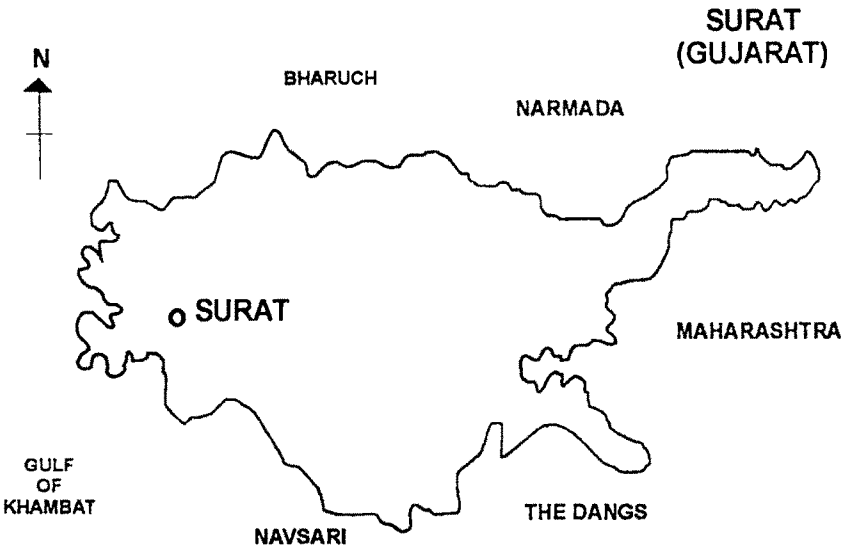 SURAT
(GUJARAT)
N
BHARUCH
NARMADA
SURAT
MAHARASHTRA
GULF
OF
KHAMBAT
THE DANGS
NAVSARI